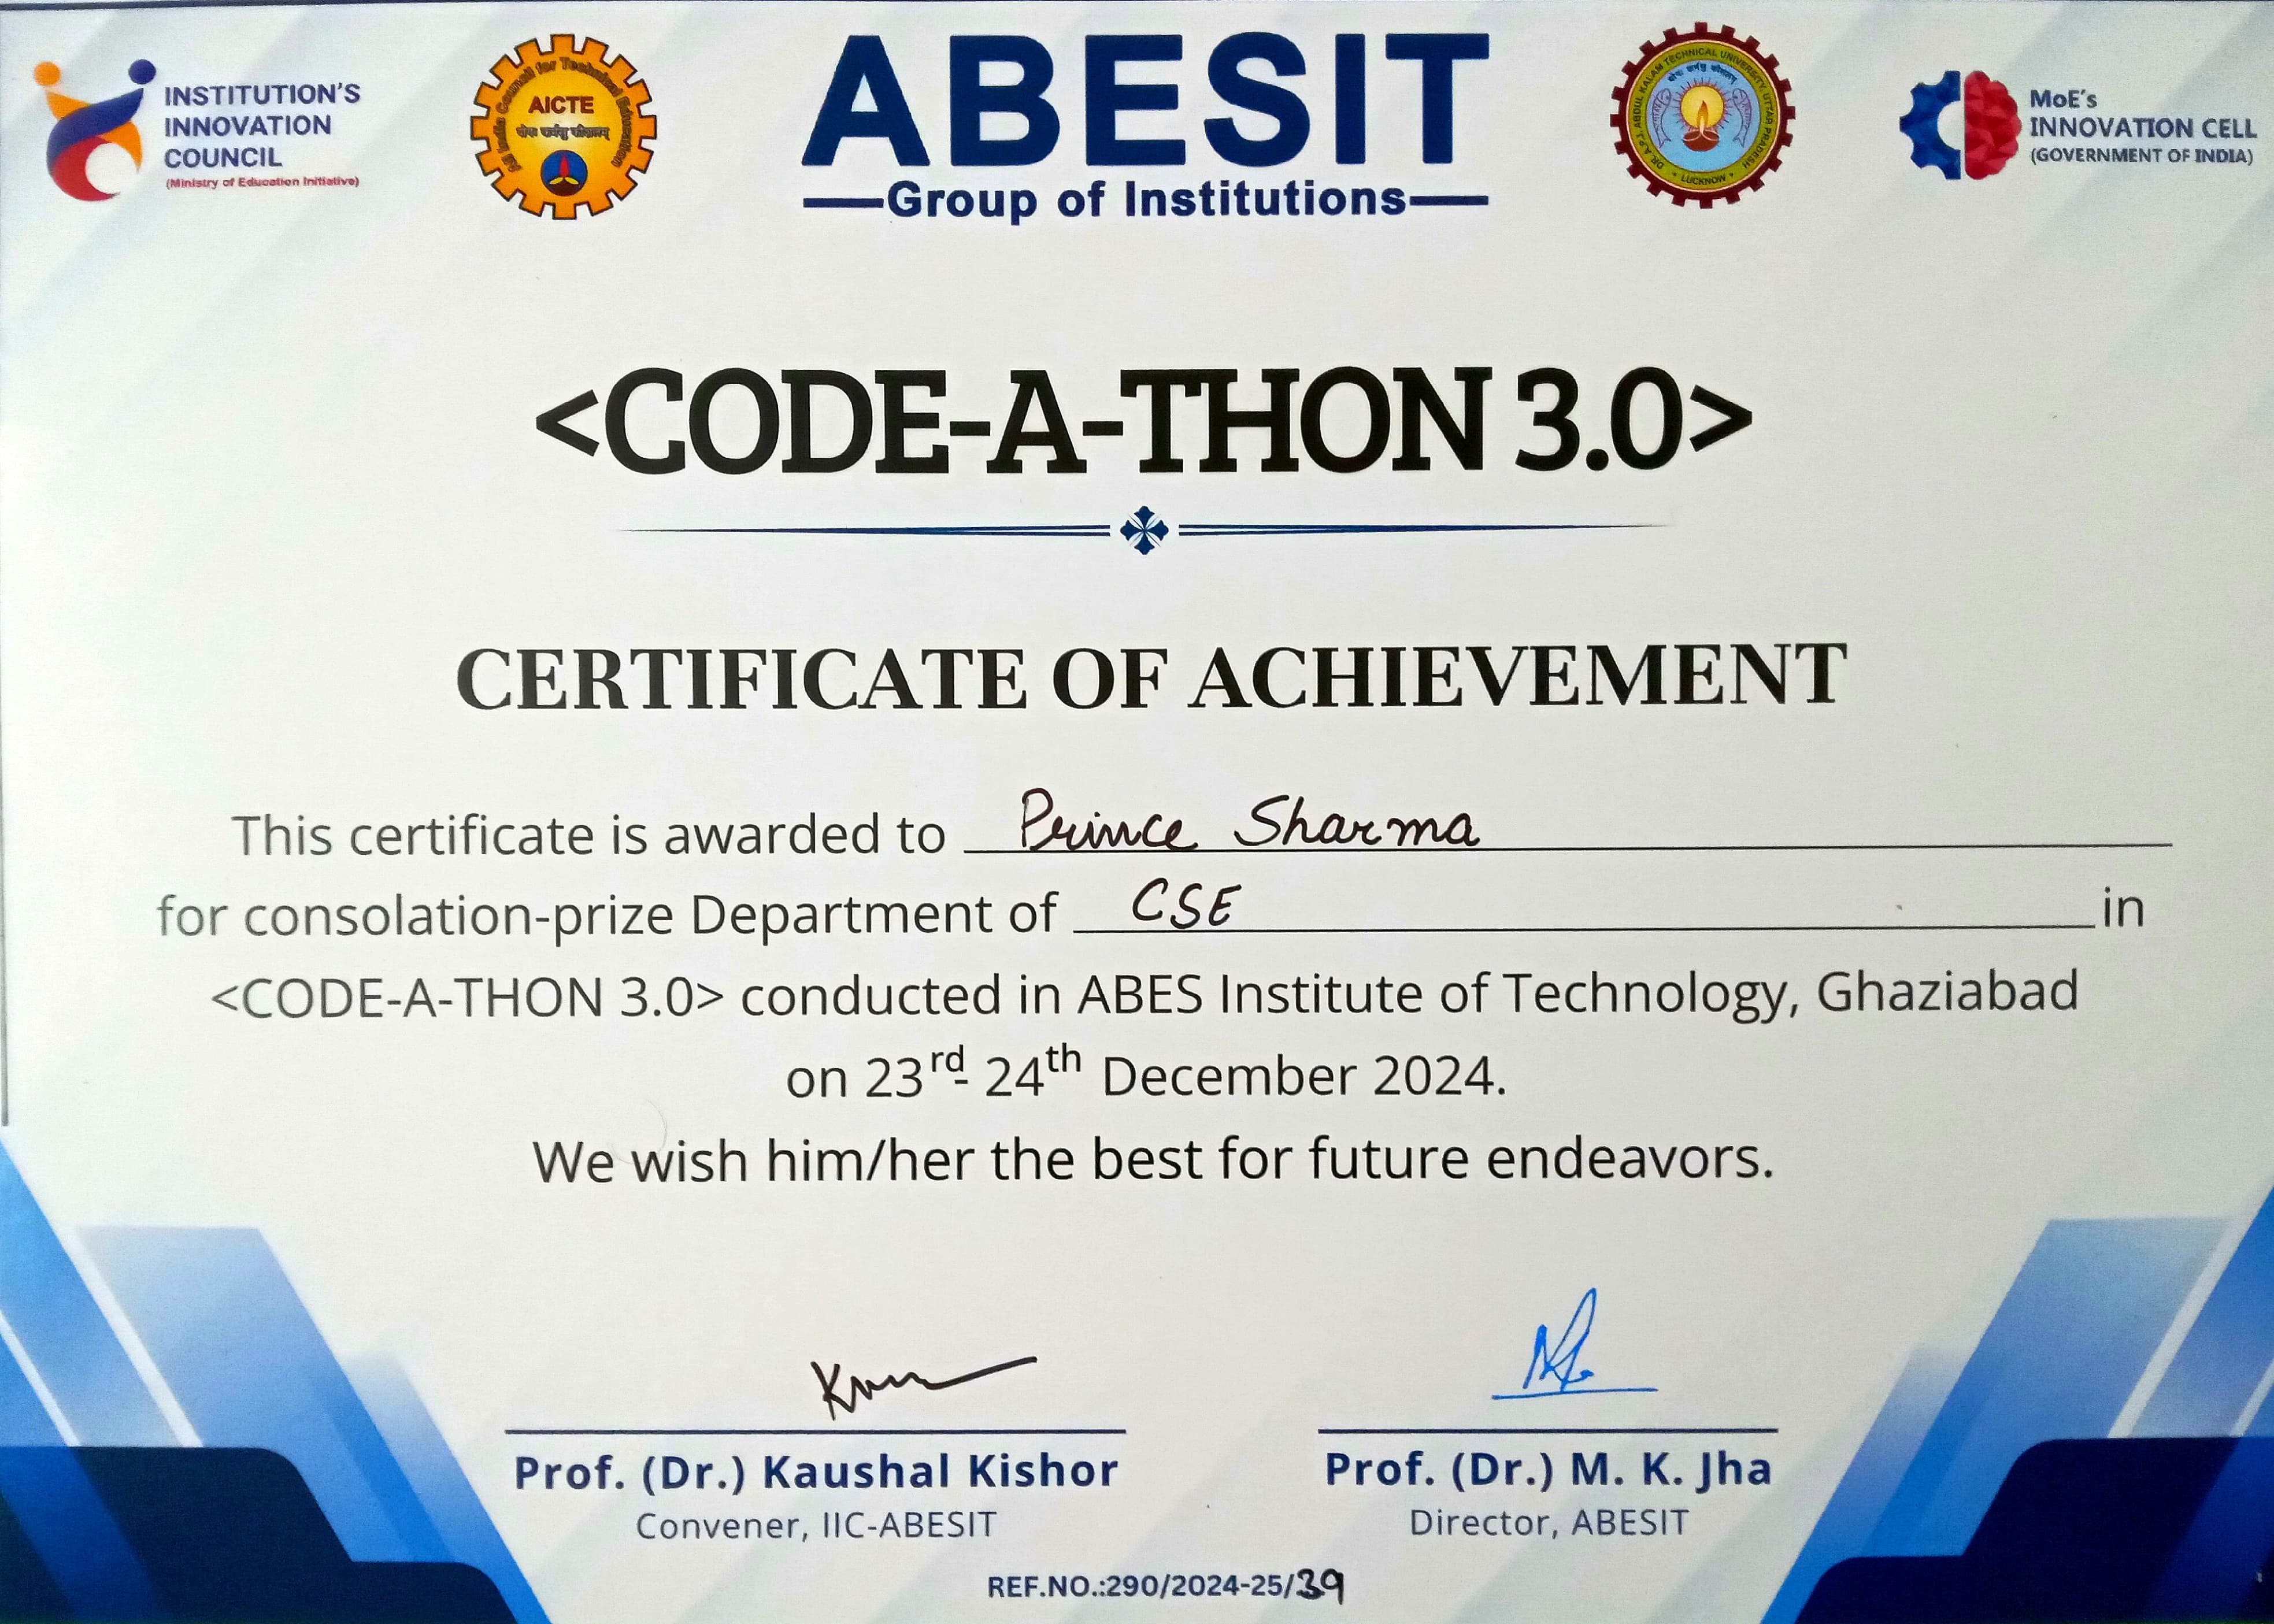 INSTITUTION'S
INNOVATION
COUNCIL
(Ministry of Education Initiative)
All India Council for Technical Education
AICTE
योगः कर्मसु कौशलम्
ABESIT
Group of Institutions
DR. A.P.J. ABDUL KALAM TECHNICAL UNIVERSITY, UTTAR PRADESH
योगः कर्मसु कौशलम्
LUCKNOW
MoE's
INNOVATION CELL
(GOVERNMENT OF INDIA)
<CODE-A-THON 3.0>
CERTIFICATE OF ACHIEVEMENT
This certificate is awarded to Prince Sharma
for consolation-prize Department of CSE in
<CODE-A-THON 3.0> conducted in ABES Institute of Technology, Ghaziabad
on 23rd- 24th December 2024.
We wish him/her the best for future endeavors.
Prof. (Dr.) Kaushal Kishor
Convener, IIC-ABESIT
Prof. (Dr.) M. K. Jha
Director, ABESIT
REF.NO.:290/2024-25/39